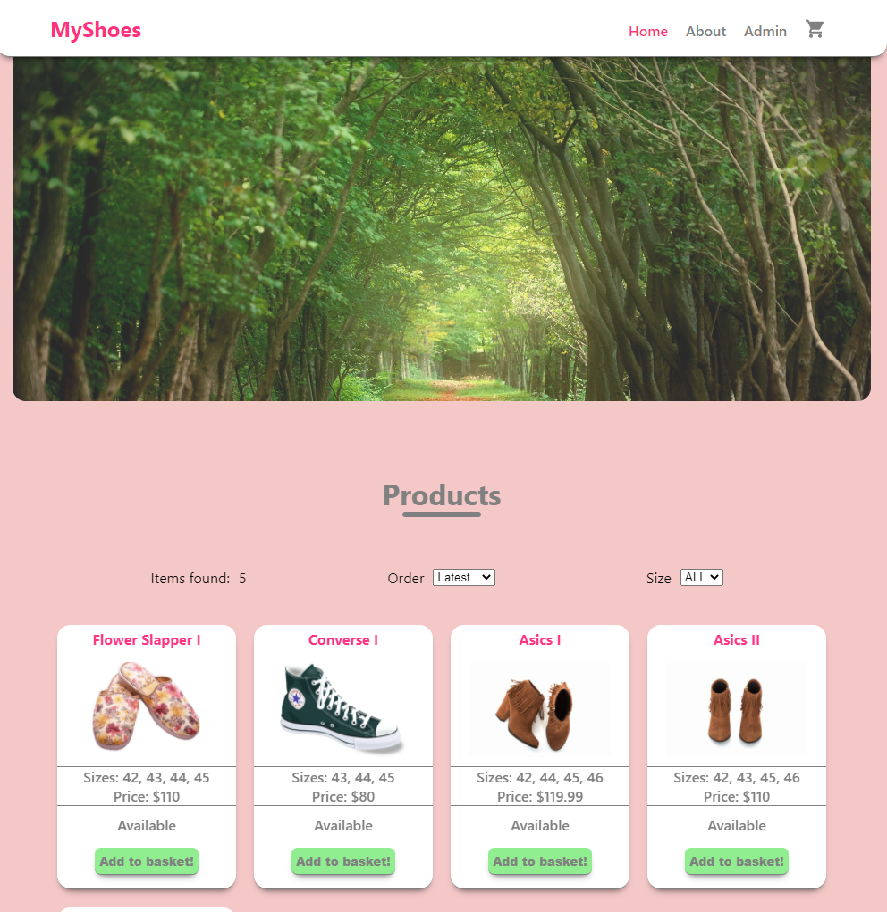 MyShoes
Home About Admin
Products
Items found: 5 Order Latest Size ALL
Flower Slapper I
Sizes: 42, 43, 44, 45
Price: $110
Available
Add to basket!
Converse I
Sizes: 43, 44, 45
Price: $80
Available
Add to basket!
Asics I
Sizes: 42, 44, 45, 46
Price: $119.99
Available
Add to basket!
Asics II
Sizes: 42, 43, 45, 46
Price: $110
Available
Add to basket!